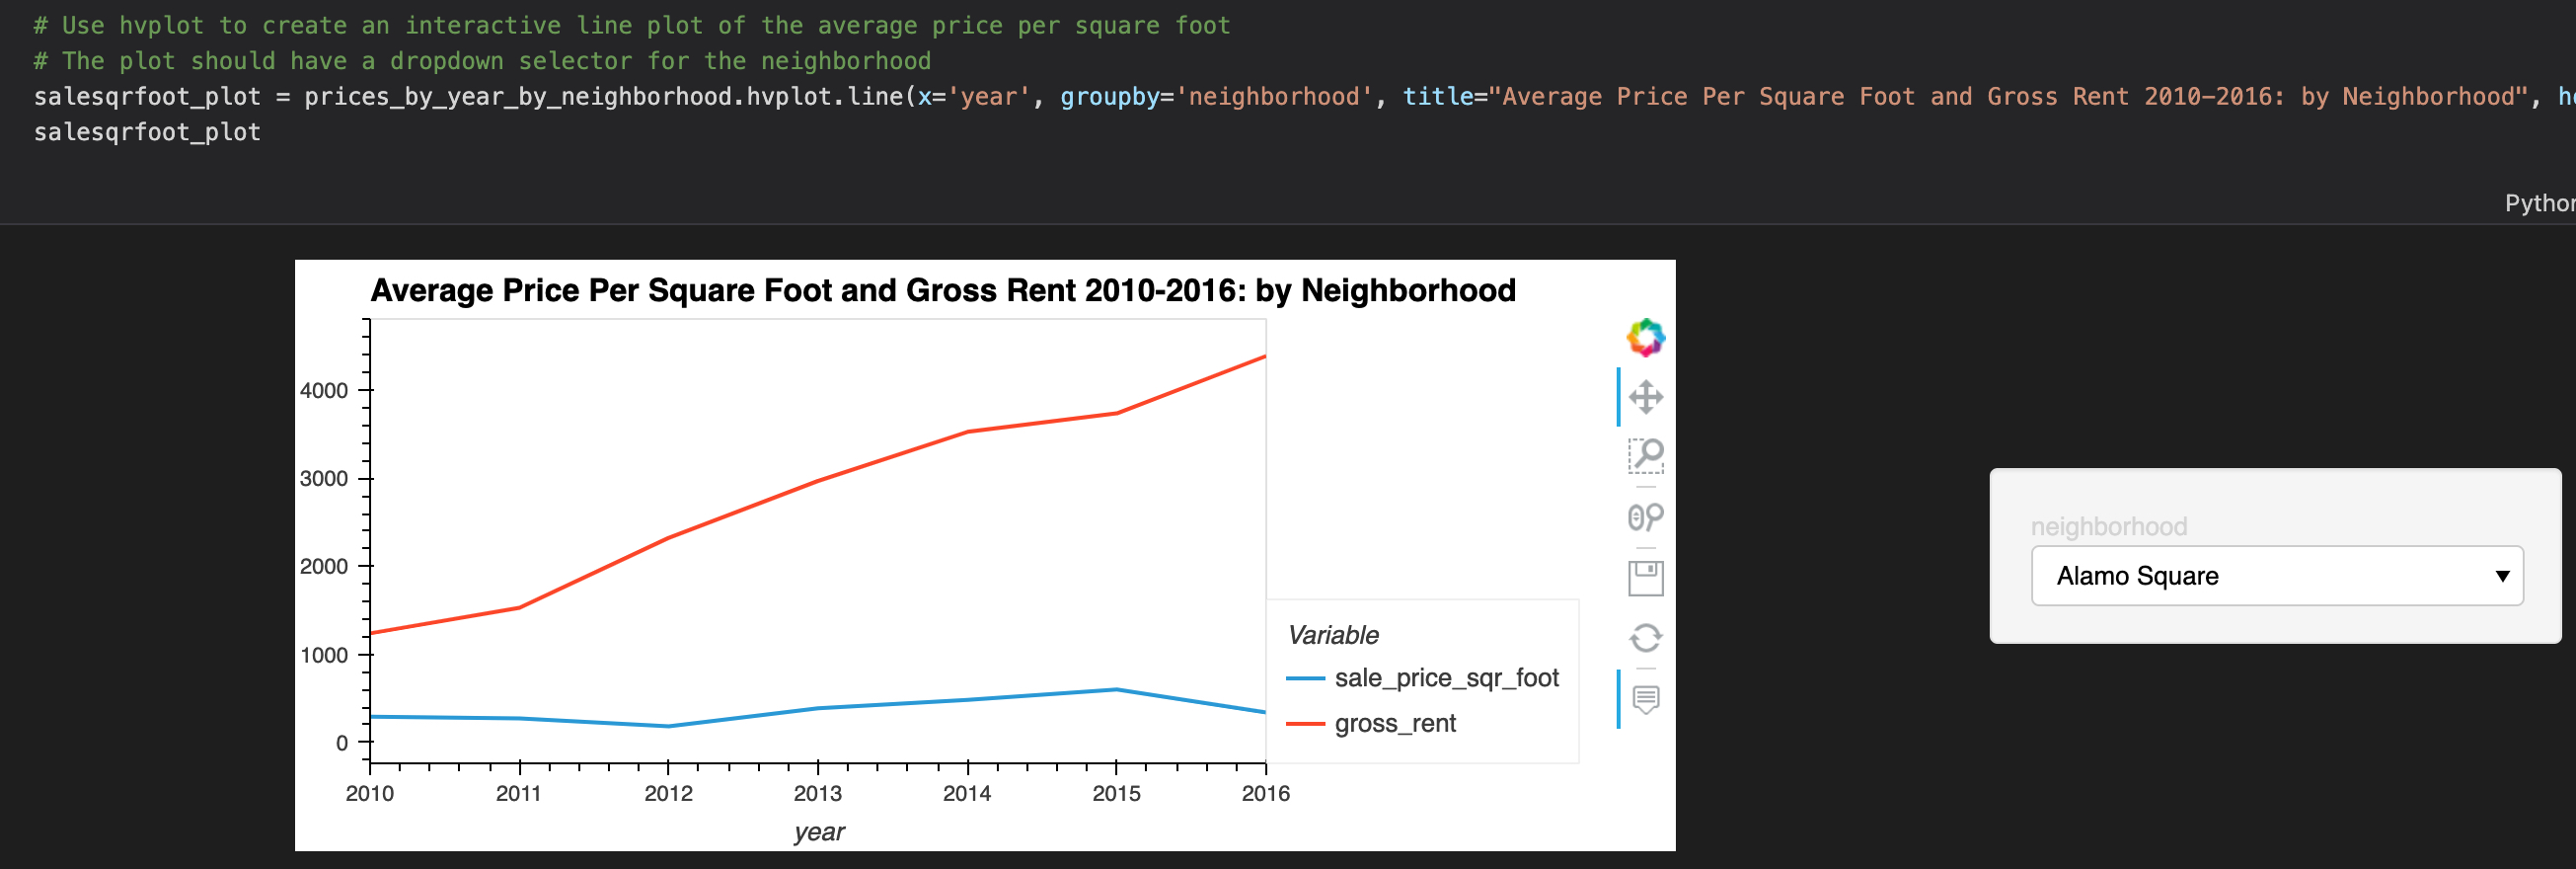 # Use hvplot to create an interactive line plot of the average price per square foot
# The plot should have a dropdown selector for the neighborhood
salesqrfoot_plot = prices_by_year_by_neighborhood.hvplot.line(x='year', groupby='neighborhood', title="Average Price Per Square Foot and Gross Rent 2010-2016: by Neighborhood",
salesqrfoot_plot
Average Price Per Square Foot and Gross Rent 2010-2016: by Neighborhood
4000
3000
2000
1000
0
2010 2011 2012 2013 2014 2015 2016
year
Variable
sale_price_sqr_foot
gross_rent
neighborhood
Alamo Square